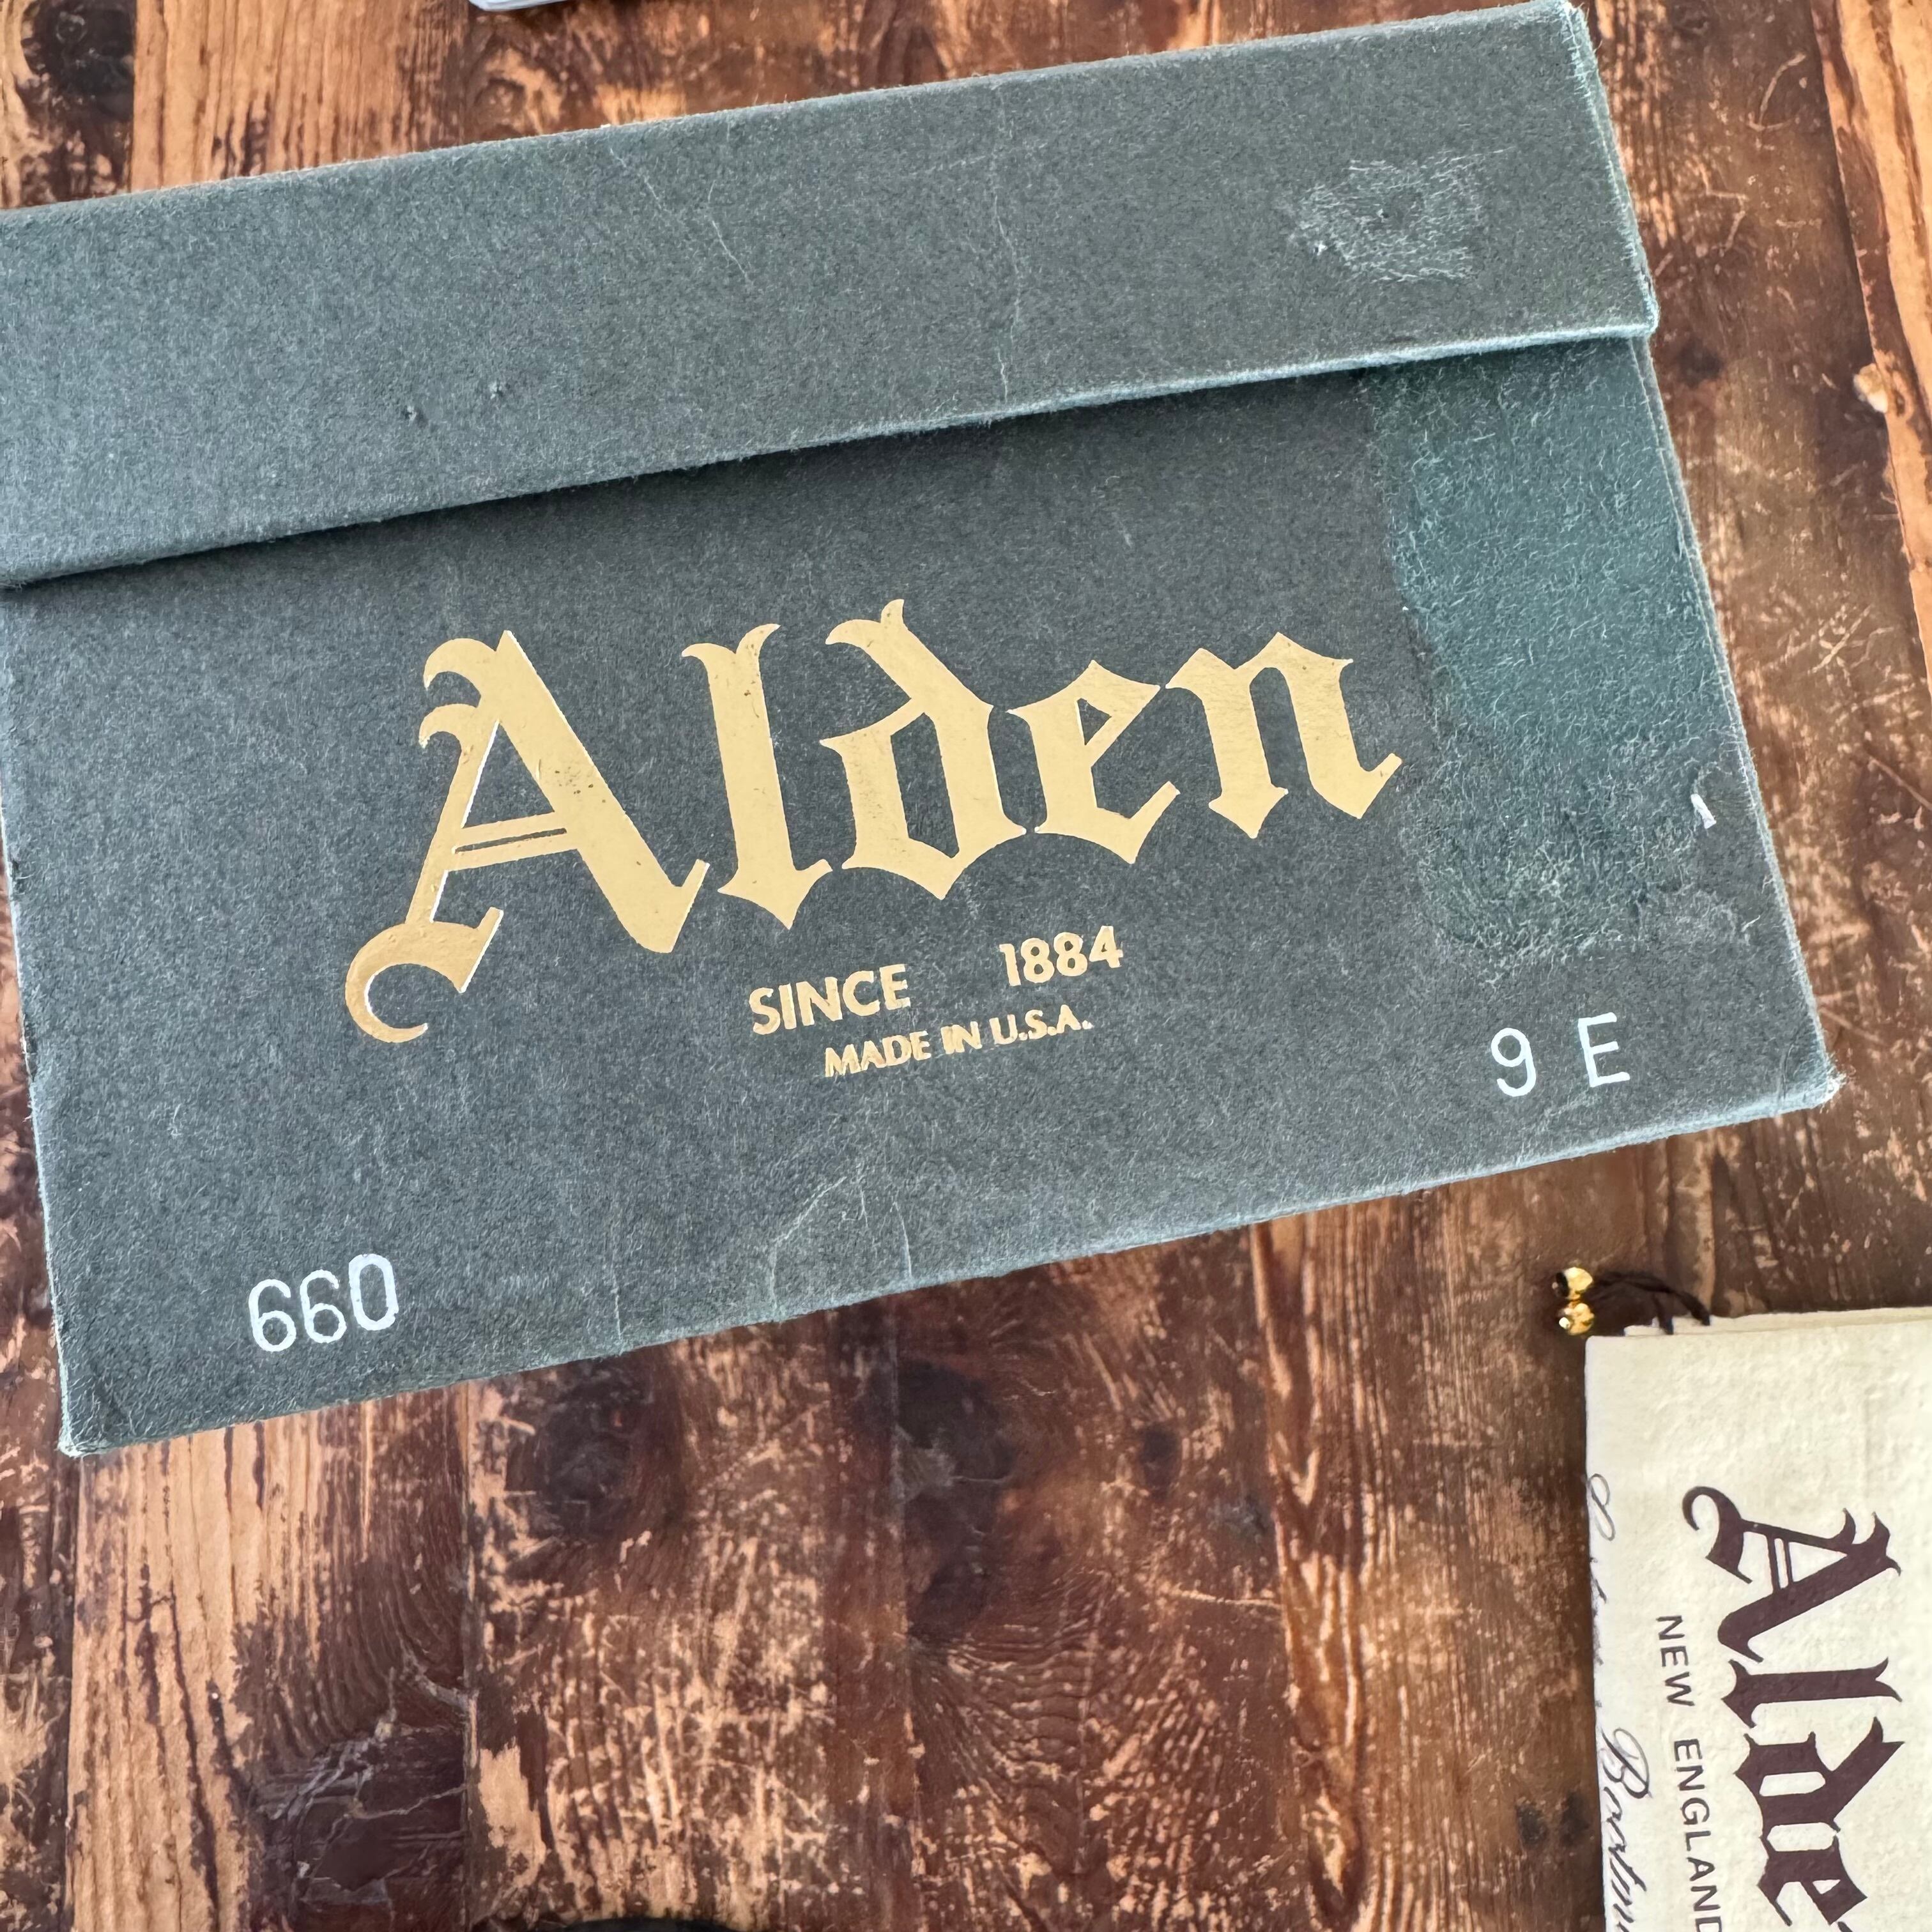 Alden
SINCE 1884
MADE IN U.S.A.
9 E
660
Alde
NEW ENGLAND